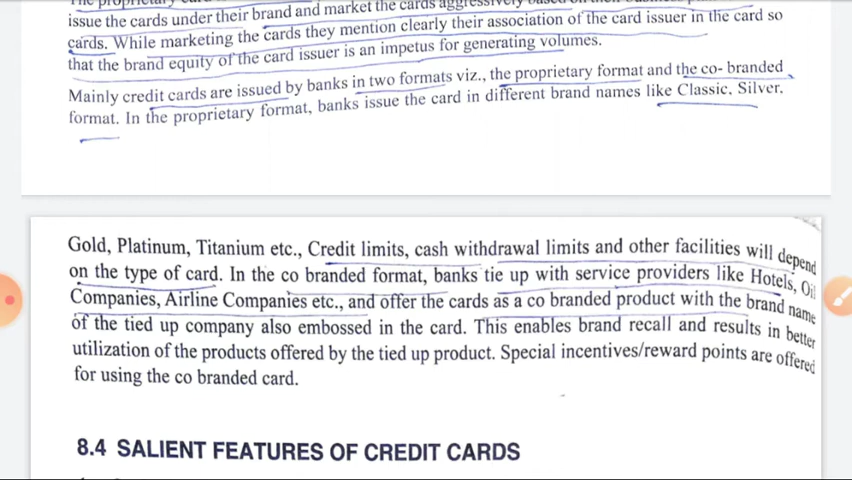 issue the cards under their brand and market the cards aggressively based on their
cards. While marketing the cards they mention clearly their association of the card issuer in the card so
that the brand equity of the card issuer is an impetus for generating volumes.
Mainly credit cards are issued by banks in two formats viz., the proprietary format and the co- branded
format. In the proprietary format, banks issue the card in different brand names like Classic, Silver,
Gold, Platinum, Titanium etc., Credit limits, cash withdrawal limits and other facilities will depend
on the type of card. In the co branded format, banks tie up with service providers like Hotels, Oil
Companies, Airline Companies etc., and offer the cards as a co branded product with the brand name
of the tied up company also embossed in the card. This enables brand recall and results in better
utilization of the products offered by the tied up product. Special incentives/reward points are offered
for using the co branded card.
8.4 SALIENT FEATURES OF CREDIT CARDS